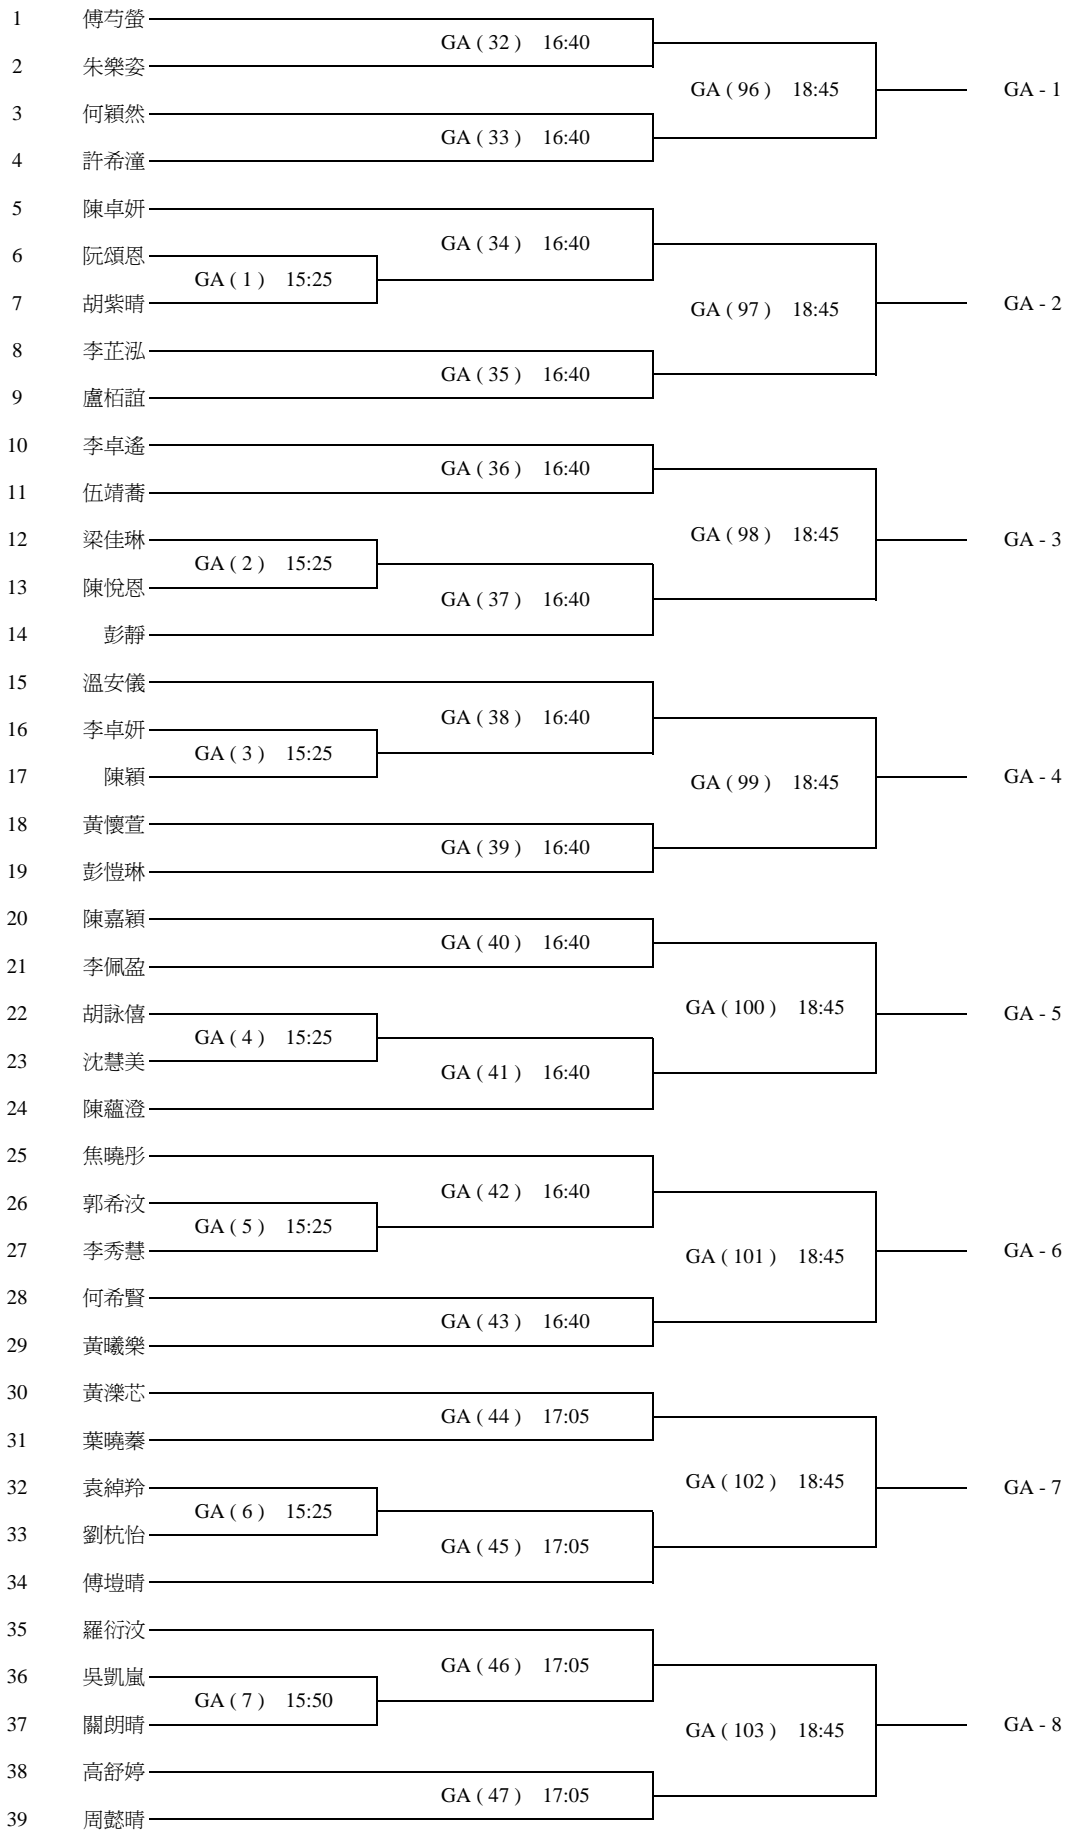 1 傅芍螢
GA ( 32 ) 16:40
2 朱樂姿
GA ( 96 ) 18:45 GA - 1
3 何穎然
GA ( 33 ) 16:40
4 許希潼
5 陳卓妍
GA ( 34 ) 16:40
6 阮頌恩
GA ( 1 ) 15:25
7 胡紫晴
GA ( 97 ) 18:45 GA - 2
8 李芷泓
GA ( 35 ) 16:40
9 盧栢誼
10 李卓遙
GA ( 36 ) 16:40
11 伍靖蕎
GA ( 98 ) 18:45 GA - 3
12 梁佳琳
GA ( 2 ) 15:25
13 陳悅恩
GA ( 37 ) 16:40
14 彭靜
15 溫安儀
GA ( 38 ) 16:40
16 李卓妍
GA ( 3 ) 15:25
17 陳穎
GA ( 99 ) 18:45 GA - 4
18 黃懷萱
GA ( 39 ) 16:40
19 彭愷琳
20 陳嘉穎
GA ( 40 ) 16:40
21 李佩盈
GA ( 100 ) 18:45 GA - 5
22 胡詠僖
GA ( 4 ) 15:25
23 沈慧美
GA ( 41 ) 16:40
24 陳蘊澄
25 焦曉彤
GA ( 42 ) 16:40
26 郭希汶
GA ( 5 ) 15:25
27 李秀慧
GA ( 101 ) 18:45 GA - 6
28 何希賢
GA ( 43 ) 16:40
29 黃曦樂
30 黃濼芯
GA ( 44 ) 17:05
31 葉曉蓁
GA ( 102 ) 18:45 GA - 7
32 袁綽羚
GA ( 6 ) 15:25
33 劉杭怡
GA ( 45 ) 17:05
34 傅塏晴
35 羅衍汶
GA ( 46 ) 17:05
36 吳凱嵐
GA ( 7 ) 15:50
37 關朗晴
GA ( 103 ) 18:45 GA - 8
38 高舒婷
GA ( 47 ) 17:05
39 周懿晴